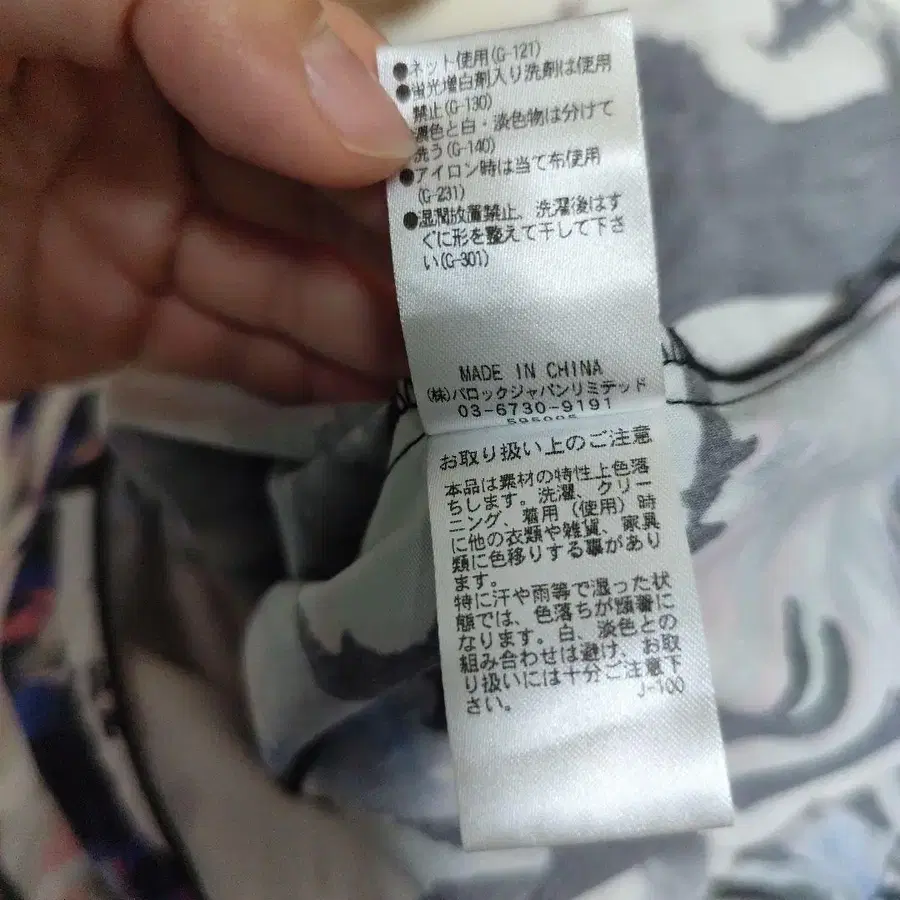 ●ネット使用(G-121)
●蛍光増白剤入り洗剤は使用
禁止(G-130)
濃色と白・淡色物は分けて
洗う(G-140)
●アイロン時は当て布使用
(G-231)
●湿潤放置禁止、洗濯後はす
ぐに形を整えて干して下さ
い(G-301)
MADE IN CHINA
(株)バロックジャパンリミテッド
03-6730-9191
お取り扱い上のご注意
本品は素材の特性上色落
ちします。洗濯、クリー
ニング、着用(使用)時
に他の衣類や雑貨、家具
類に色移りする事があり
ます。
特に汗や雨等で湿った状
態では、色落ちが顕著に
なります。白、淡色との
組み合わせは避け、お取
り扱いには十分ご注意下
さい。 J-100